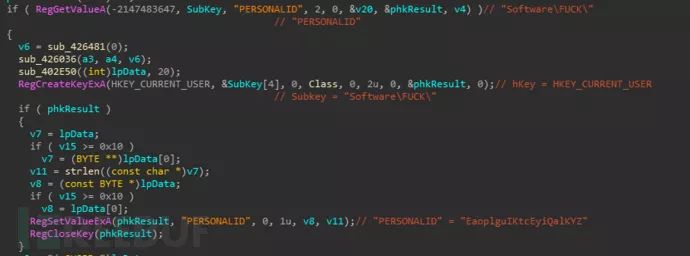 if ( RegGetValueA(-2147483647, SubKey, "PERSONALID", 2, 0, &v20, &phkResult, v4) )// "Software\FUCK\"
// "PERSONALID"
{
v6 = sub_426481(0);
sub_426036(a3, a4, v6);
sub_402E50((int)lpData, 20);
RegCreateKeyExA(HKEY_CURRENT_USER, &SubKey[4], 0, Class, 0, 2u, 0, &phkResult, 0);// hKey = HKEY_CURRENT_USER
// Subkey = "Software\FUCK\"
if ( phkResult )
{
v7 = lpData;
if ( v15 >= 0x10 )
v7 = (BYTE **)lpData[0];
v11 = strlen((const char *)v7);
v8 = (const BYTE *)lpData;
if ( v15 >= 0x10 )
v8 = lpData[0];
RegSetValueExA(phkResult, "PERSONALID", 0, 1u, v8, v11);// "PERSONALID" = "EaoplguIKtcEyiQalKYZ"
RegCloseKey(phkResult);
}